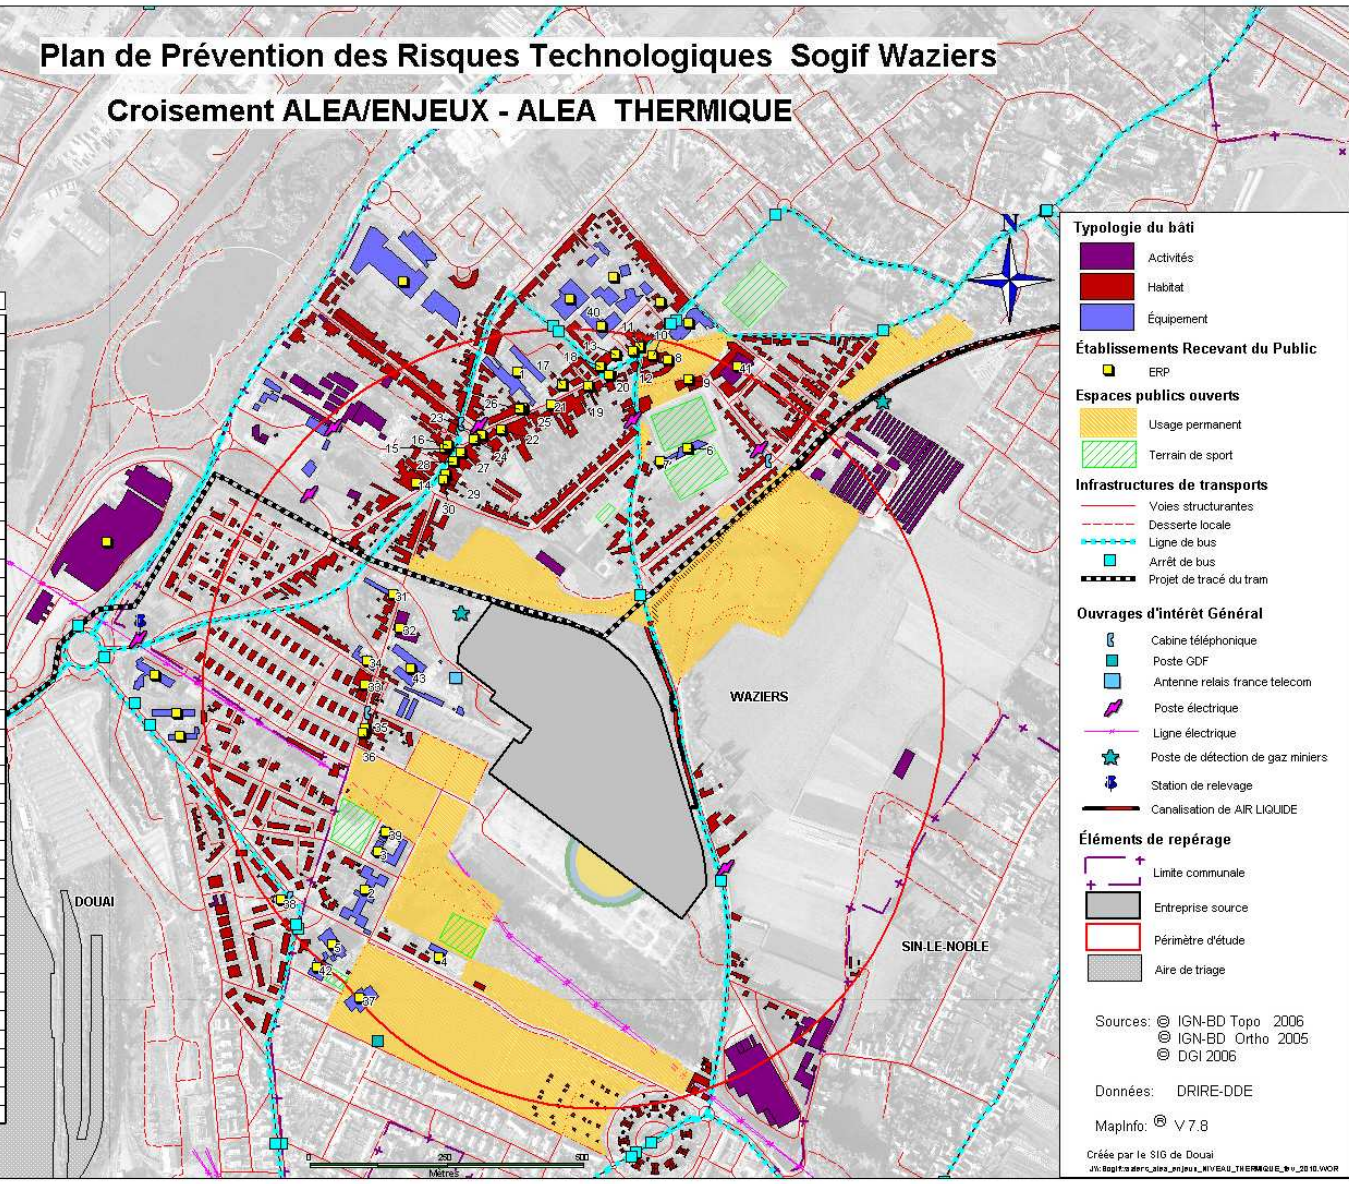 Plan de Prévention des Risques Technologiques Sogif Waziers
Croisement ALEA/ENJEUX - ALEA THERMIQUE
N
40
11
10
13
18
17
1
12
8
9
41
20
19
21
26
25
23
22
16
15
24
27
28
14
29
30
7
6
31
32
34
33
43
35
36
39
3
2
38
5
42
4
37
WAZIERS
DOUAI
SIN-LE-NOBLE
0
250
500
Mètres
Typologie du bâti
Activités
Habitat
Équipement
Établissements Recevant du Public
ERP
Espaces publics ouverts
Usage permanent
Terrain de sport
Infrastructures de transports
Voies structurantes
Desserte locale
Ligne de bus
Arrêt de bus
Projet de tracé du tram
Ouvrages d'intérêt Général
Cabine téléphonique
Poste GDF
Antenne relais france telecom
Poste électrique
Ligne électrique
Poste de détection de gaz miniers
Station de relevage
Canalisation de AIR LIQUIDE
Éléments de repérage
Limite communale
Entreprise source
Périmètre d'étude
Aire de triage
Sources: © IGN-BD Topo 2006
© IGN-BD Ortho 2005
© DGI 2006
Données: DRIRE-DDE
MapInfo: ® V 7.8
Créée par le SIG de Douai